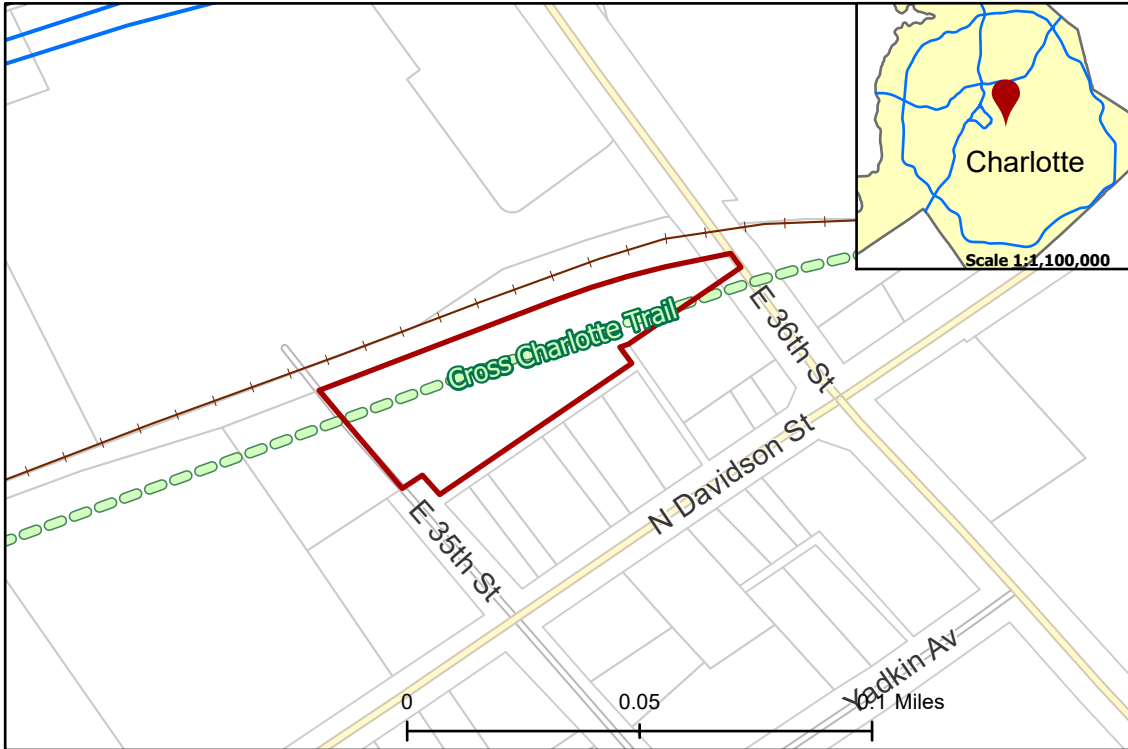 Charlotte
Scale 1:1,100,000
Cross Charlotte Trail
E 36th St
N Davidson St
E 35th St
Yadkin Av
0 0.05 0.1 Miles